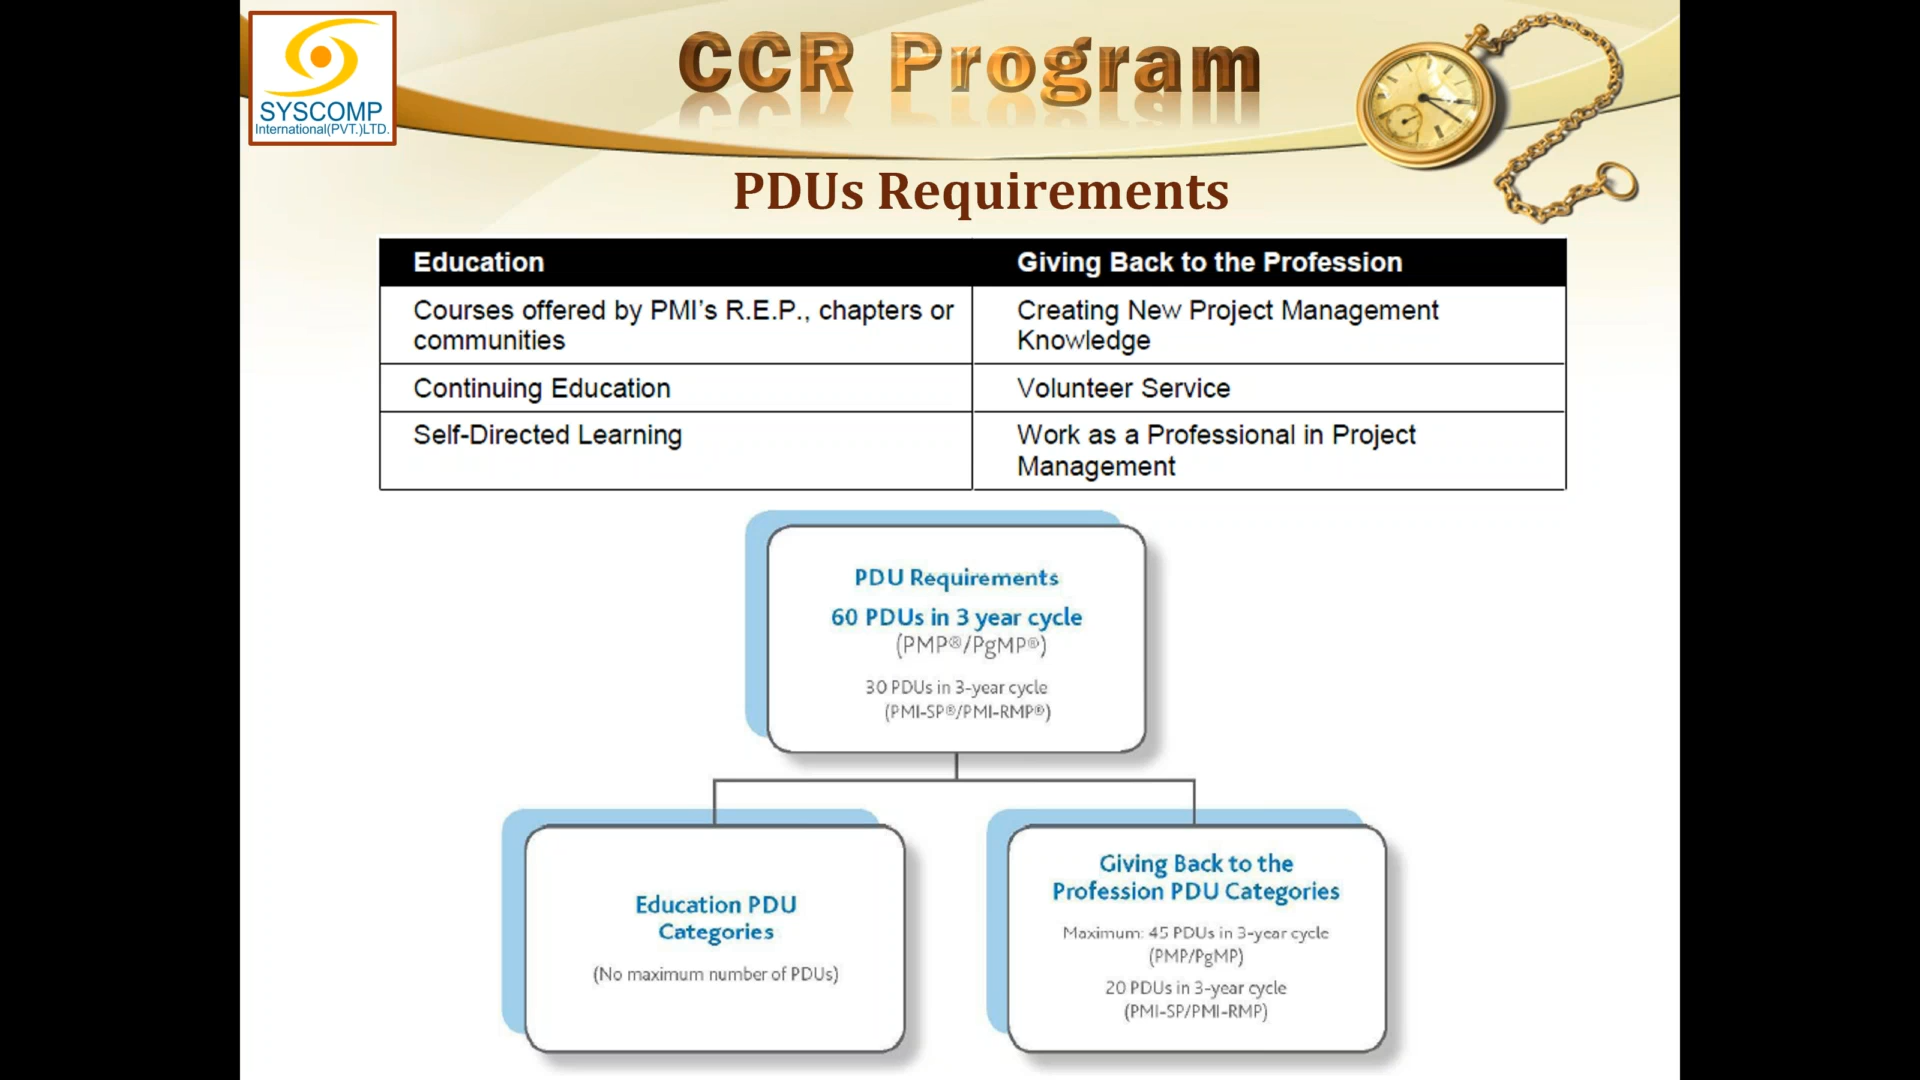 SYSCOMP
International(PVT.)LTD.
CCR Program
PDUs Requirements
Education
Giving Back to the Profession
Courses offered by PMI's R.E.P., chapters or
communities
Creating New Project Management
Knowledge
Continuing Education
Volunteer Service
Self-Directed Learning
Work as a Professional in Project
Management
PDU Requirements
60 PDUs in 3 year cycle
(PMP®/PgMP®)
30 PDUs in 3-year cycle
(PMI-SP®/PMI-RMP®)
Education PDU
Categories
(No maximum number of PDUs)
Giving Back to the
Profession PDU Categories
Maximum: 45 PDUs in 3-year cycle
(PMP/PgMP)
20 PDUs in 3-year cycle
(PMI-SP/PMI-RMP)